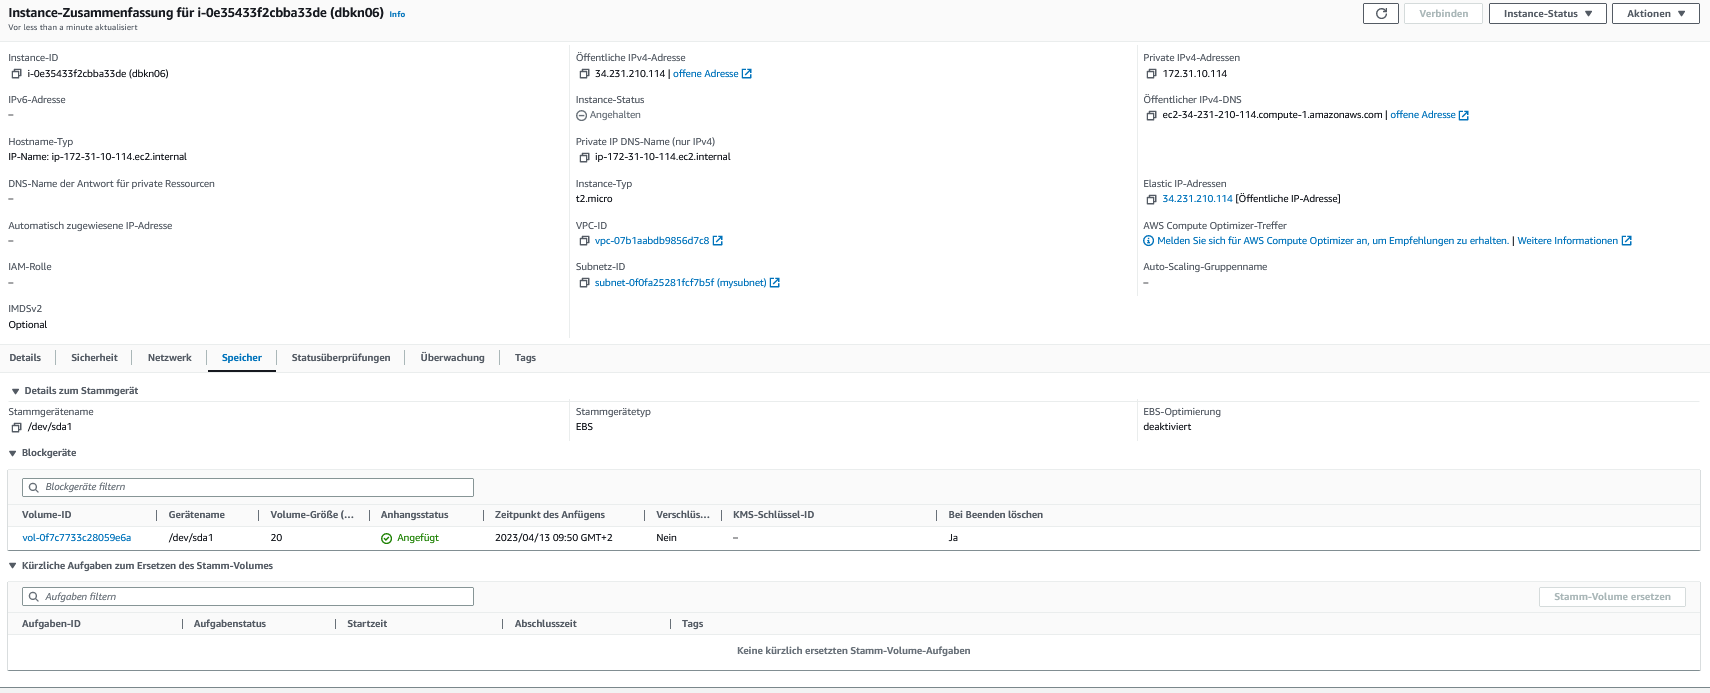 Instance-Zusammenfassung für i-0e35433f2cbba33de (dbkn06) Info
Vor less than a minute aktualisiert
Verbinden
Instance-Status
Aktionen
Instance-ID
i-0e35433f2cbba33de (dbkn06)
Öffentliche IPv4-Adresse
34.231.210.114 | offene Adresse
Private IPv4-Adressen
172.31.10.114
IPv6-Adresse
–
Instance-Status
Angehalten
Öffentlicher IPv4-DNS
ec2-34-231-210-114.compute-1.amazonaws.com | offene Adresse
Hostname-Typ
IP-Name: ip-172-31-10-114.ec2.internal
Private IP DNS-Name (nur IPv4)
ip-172-31-10-114.ec2.internal
DNS-Name der Antwort für private Ressourcen
–
Instance-Typ
t2.micro
Elastic IP-Adressen
34.231.210.114 [Öffentliche IP-Adresse]
Automatisch zugewiesene IP-Adresse
–
VPC-ID
vpc-07b1aabdb9856d7c8
AWS Compute Optimizer-Treffer
Melden Sie sich für AWS Compute Optimizer an, um Empfehlungen zu erhalten. | Weitere Informationen
IAM-Rolle
–
Subnetz-ID
subnet-0f0fa25281fcf7b5f (mysubnet)
Auto-Scaling-Gruppenname
–
IMDSv2
Optional
Details Sicherheit Netzwerk Speicher Statusüberprüfungen Überwachung Tags
Details zum Stammgerät
Stammgerätename
/dev/sda1
Stammgerätetyp
EBS
EBS-Optimierung
deaktiviert
Blockgeräte
Blockgeräte filtern
Volume-ID Gerätename Volume-Größe (... Anhangsstatus Zeitpunkt des Anfügens Verschlüs... KMS-Schlüssel-ID Bei Beenden löschen
vol-0f7c7733c28059e6a /dev/sda1 20 Angefügt 2023/04/13 09:50 GMT+2 Nein – Ja
Kürzliche Aufgaben zum Ersetzen des Stamm-Volumes
Aufgaben filtern
Stamm-Volume ersetzen
Aufgaben-ID Aufgabenstatus Startzeit Abschlusszeit Tags
Keine kürzlich ersetzten Stamm-Volume-Aufgaben